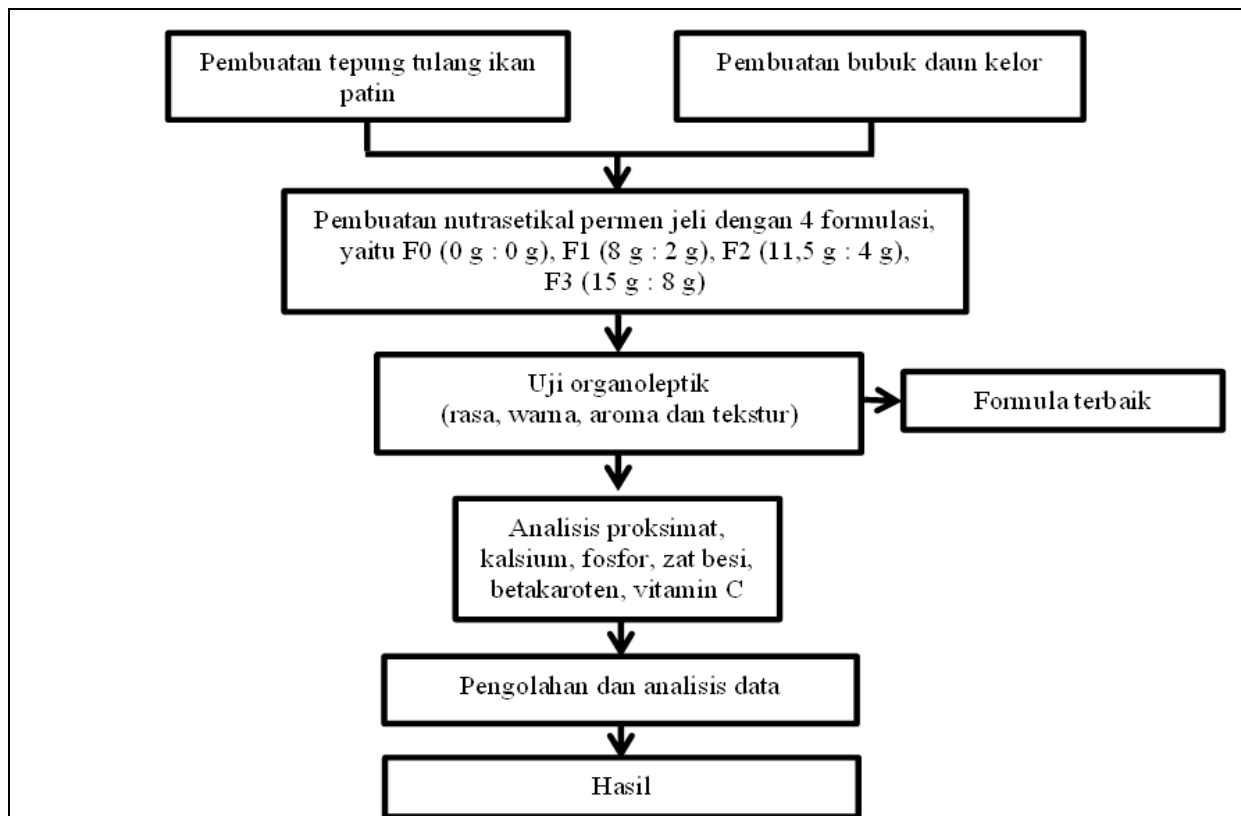 Pembuatan tepung tulang ikan
patin
Pembuatan bubuk daun kelor
Pembuatan nutrasetikal permen jeli dengan 4 formulasi,
yaitu F0 (0 g : 0 g), F1 (8 g : 2 g), F2 (11,5 g : 4 g),
F3 (15 g : 8 g)
Uji organoleptik
(rasa, warna, aroma dan tekstur)
Formula terbaik
Analisis proksimat,
kalsium, fosfor, zat besi,
betakaroten, vitamin C
Pengolahan dan analisis data
Hasil